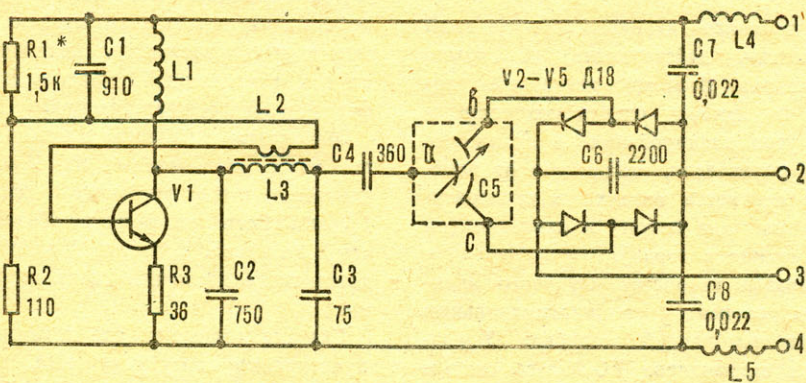 R1*
1,5к
C1
910
L1
L2
L3
V1
R2
110
R3
36
C2
750
C3
75
C4
360
a
в
c
C5
V2-V5 Д18
C6 2200
C7
0,022
L4
1
2
3
C8
0,022
L5
4